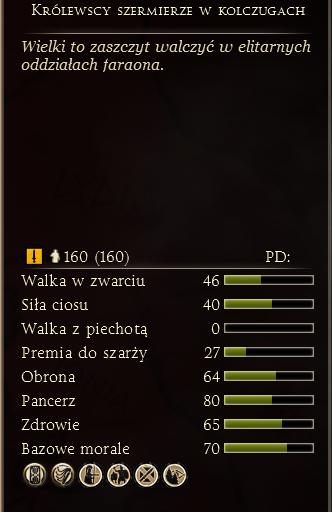 Królewscy szermierze w kolczugach
Wielki to zaszczyt walczyć w elitarnych
oddziałach faraona.
160 (160) PD:
Walka w zwarciu 46
Siła ciosu 40
Walka z piechotą 0
Premia do szarży 27
Obrona 64
Pancerz 80
Zdrowie 65
Bazowe morale 70